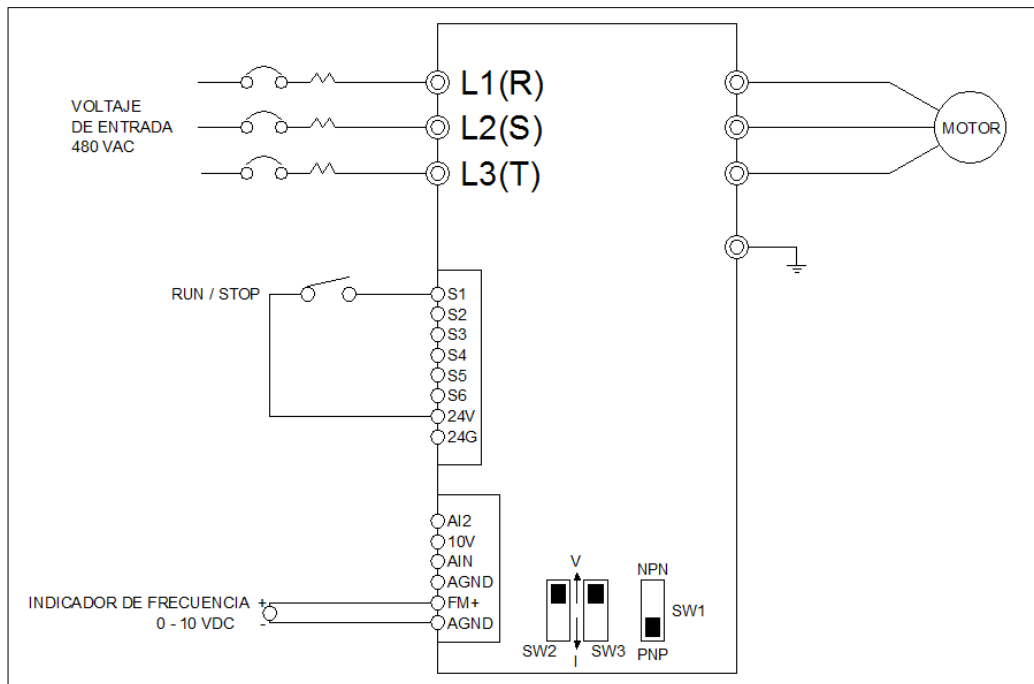 VOLTAJE
DE ENTRADA
480 VAC
L1(R)
L2(S)
L3(T)
MOTOR
RUN / STOP
S1
S2
S3
S4
S5
S6
24V
24G
AI2
10V
AIN
AGND
FM+
AGND
INDICADOR DE FRECUENCIA +
0 - 10 VDC -
V
I
SW2
SW3
NPN
SW1
PNP